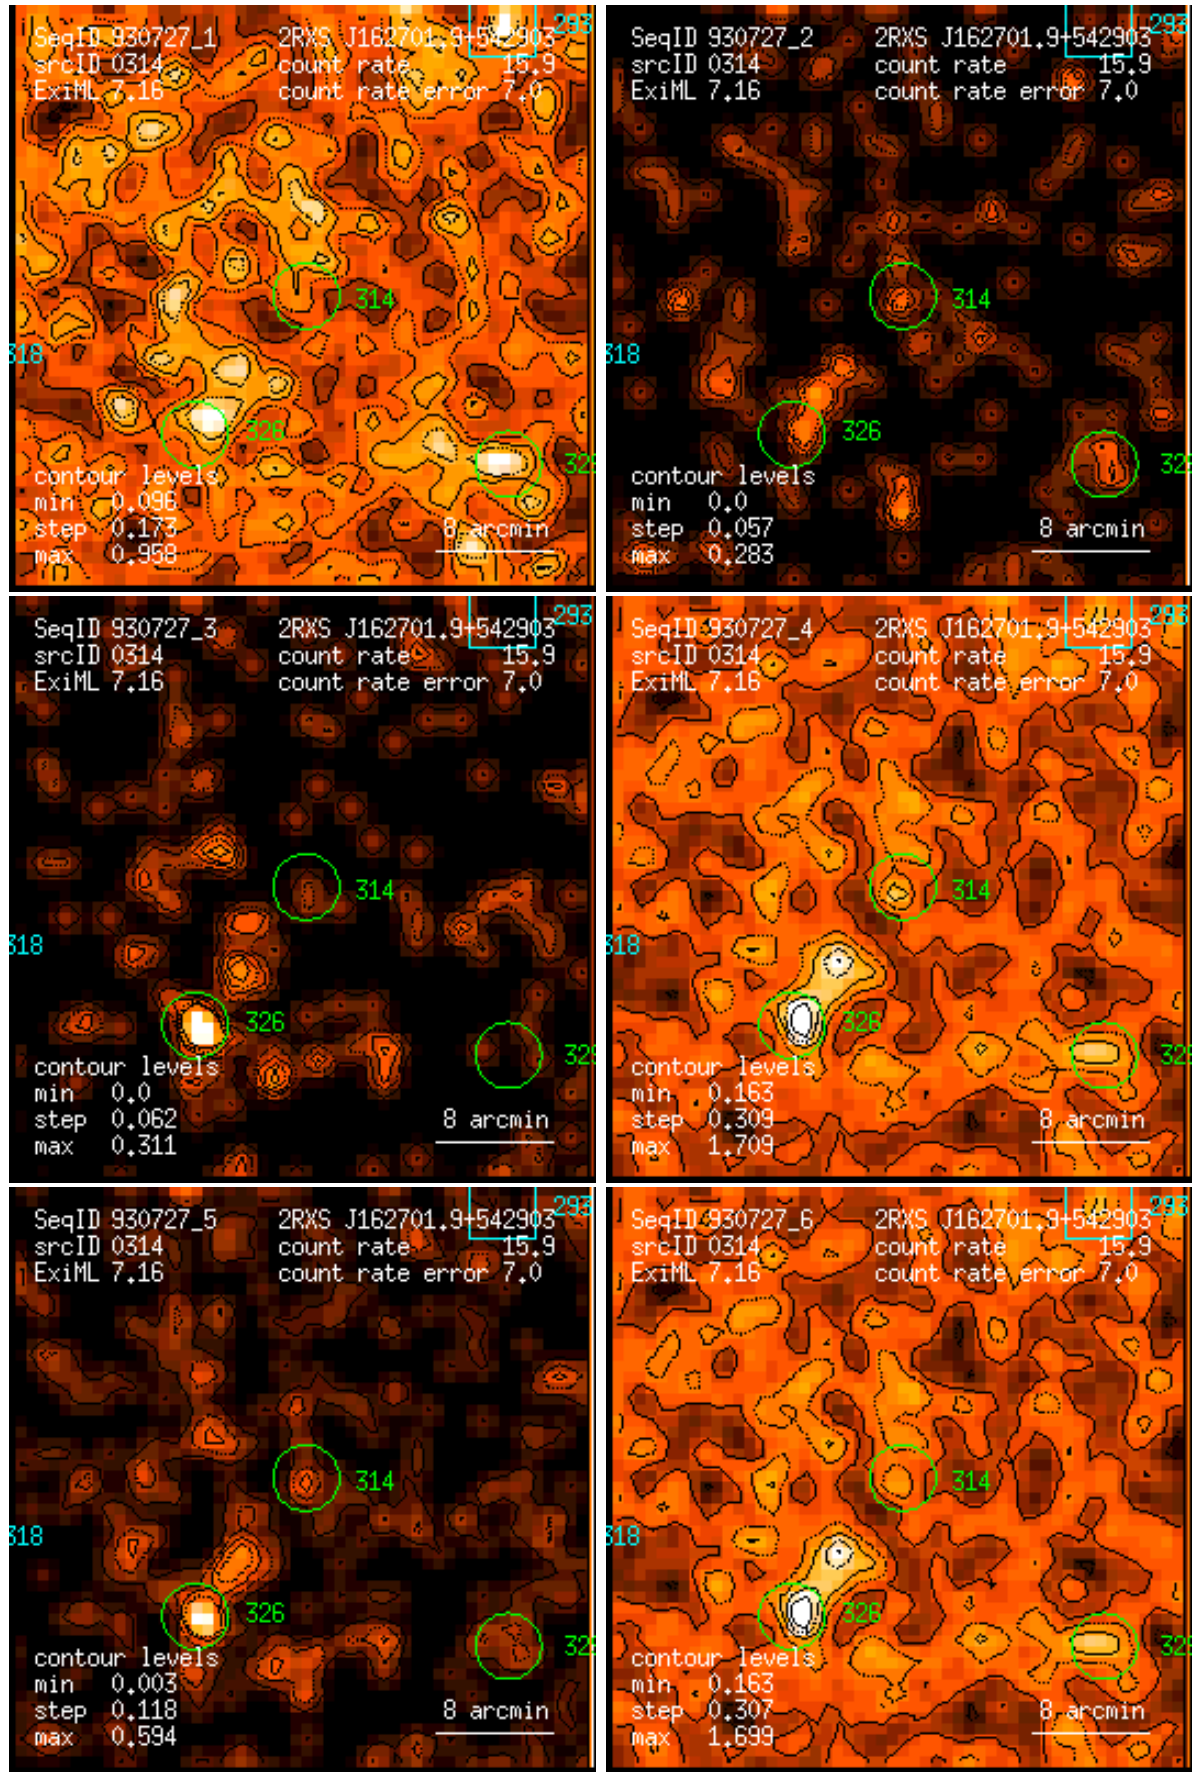 SeqID 930727_1 2RXS J162701.9+542903 293
srcID 0314 count rate 15.9
ExiML 7.16 count rate error 7.0
314
318
326
contour levels
min 0.096
step 0.173 8 arcmin
max 0.958
SeqID 930727_2 2RXS J162701.9+542903 293
srcID 0314 count rate 15.9
ExiML 7.16 count rate error 7.0
314
318
326
contour levels
min 0.0
step 0.057 8 arcmin
max 0.283
SeqID 930727_3 2RXS J162701.9+542903 293
srcID 0314 count rate 15.9
ExiML 7.16 count rate error 7.0
314
318
326
contour levels
min 0.0
step 0.062 8 arcmin
max 0.311
SeqID 930727_4 2RXS J162701.9+542903 293
srcID 0314 count rate 15.9
ExiML 7.16 count rate error 7.0
314
318
326
contour levels
min 0.163
step 0.309 8 arcmin
max 1.709
SeqID 930727_5 2RXS J162701.9+542903 293
srcID 0314 count rate 15.9
ExiML 7.16 count rate error 7.0
314
318
326
contour levels
min 0.003
step 0.118 8 arcmin
max 0.594
SeqID 930727_6 2RXS J162701.9+542903 293
srcID 0314 count rate 15.9
ExiML 7.16 count rate error 7.0
314
318
326
contour levels
min 0.163
step 0.307 8 arcmin
max 1.699